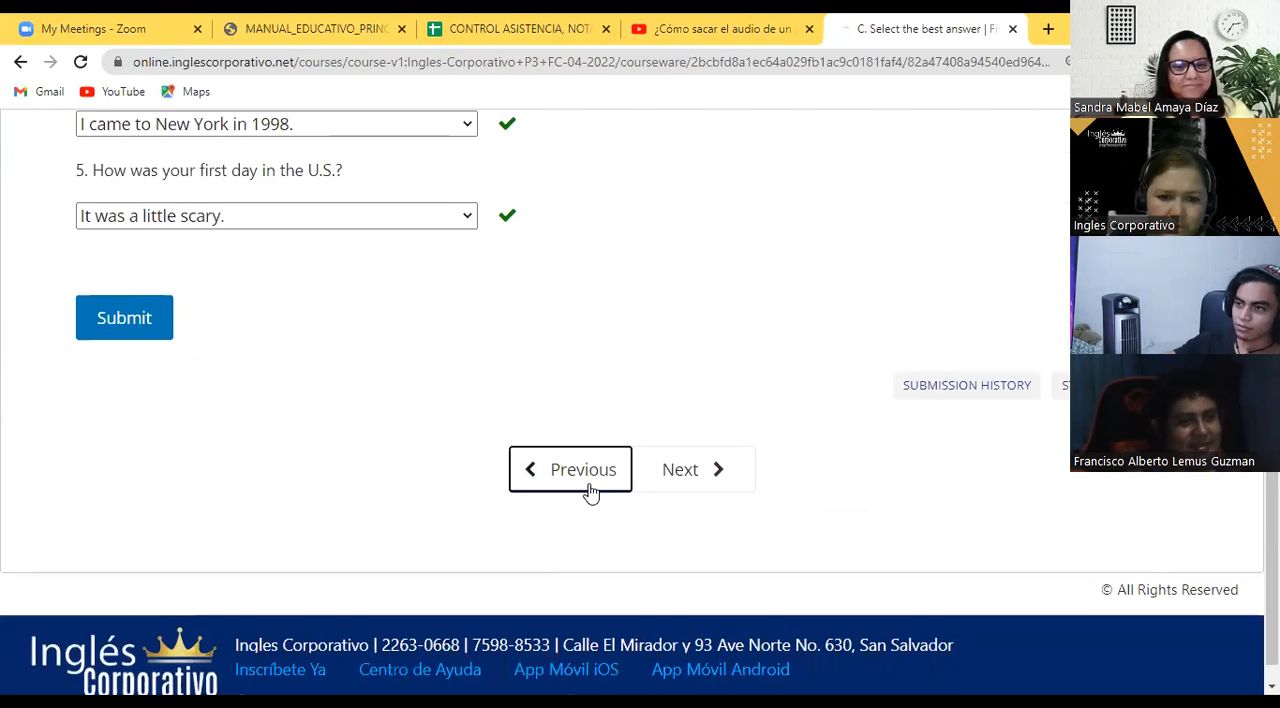 My Meetings - Zoom
MANUAL_EDUCATIVO_PRINC
CONTROL ASISTENCIA, NOTA
¿Cómo sacar el audio de un
C. Select the best answer | Fi
online.inglescorporativo.net/courses/course-v1:Ingles-Corporativo+P3+FC-04-2022/courseware/2bcbfd8a1ec64a029fb1ac9c0181faf4/82a47408a94540ed964...
Gmail
YouTube
Maps
I came to New York in 1998.
5. How was your first day in the U.S.?
It was a little scary.
Submit
SUBMISSION HISTORY
Previous
Next
© All Rights Reserved
Inglés
Corporativo
Ingles Corporativo | 2263-0668 | 7598-8533 | Calle El Mirador y 93 Ave Norte No. 630, San Salvador
Inscríbete Ya
Centro de Ayuda
App Móvil iOS
App Móvil Android
Sandra Mabel Amaya Díaz
Inglés
Ingles Corporativo
Francisco Alberto Lemus Guzman